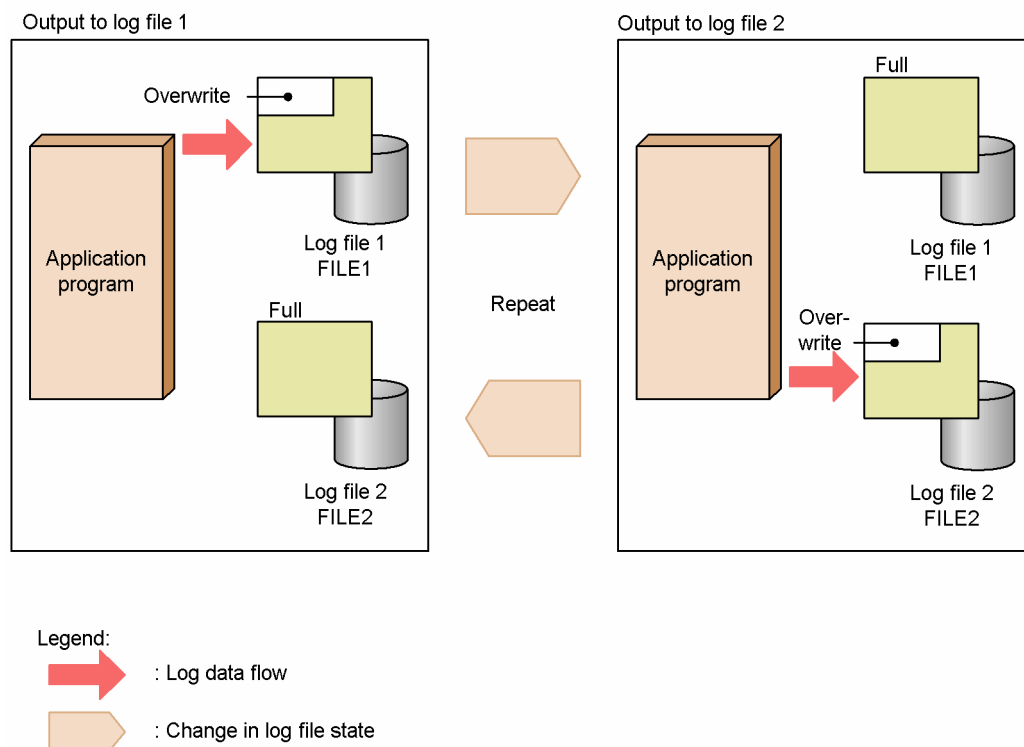 Output to log file 1
Overwrite
Application
program
Log file 1
FILE1
Full
Log file 2
FILE2
Repeat
Output to log file 2
Full
Application
program
Log file 1
FILE1
Over-
write
Log file 2
FILE2
Legend:
: Log data flow
: Change in log file state